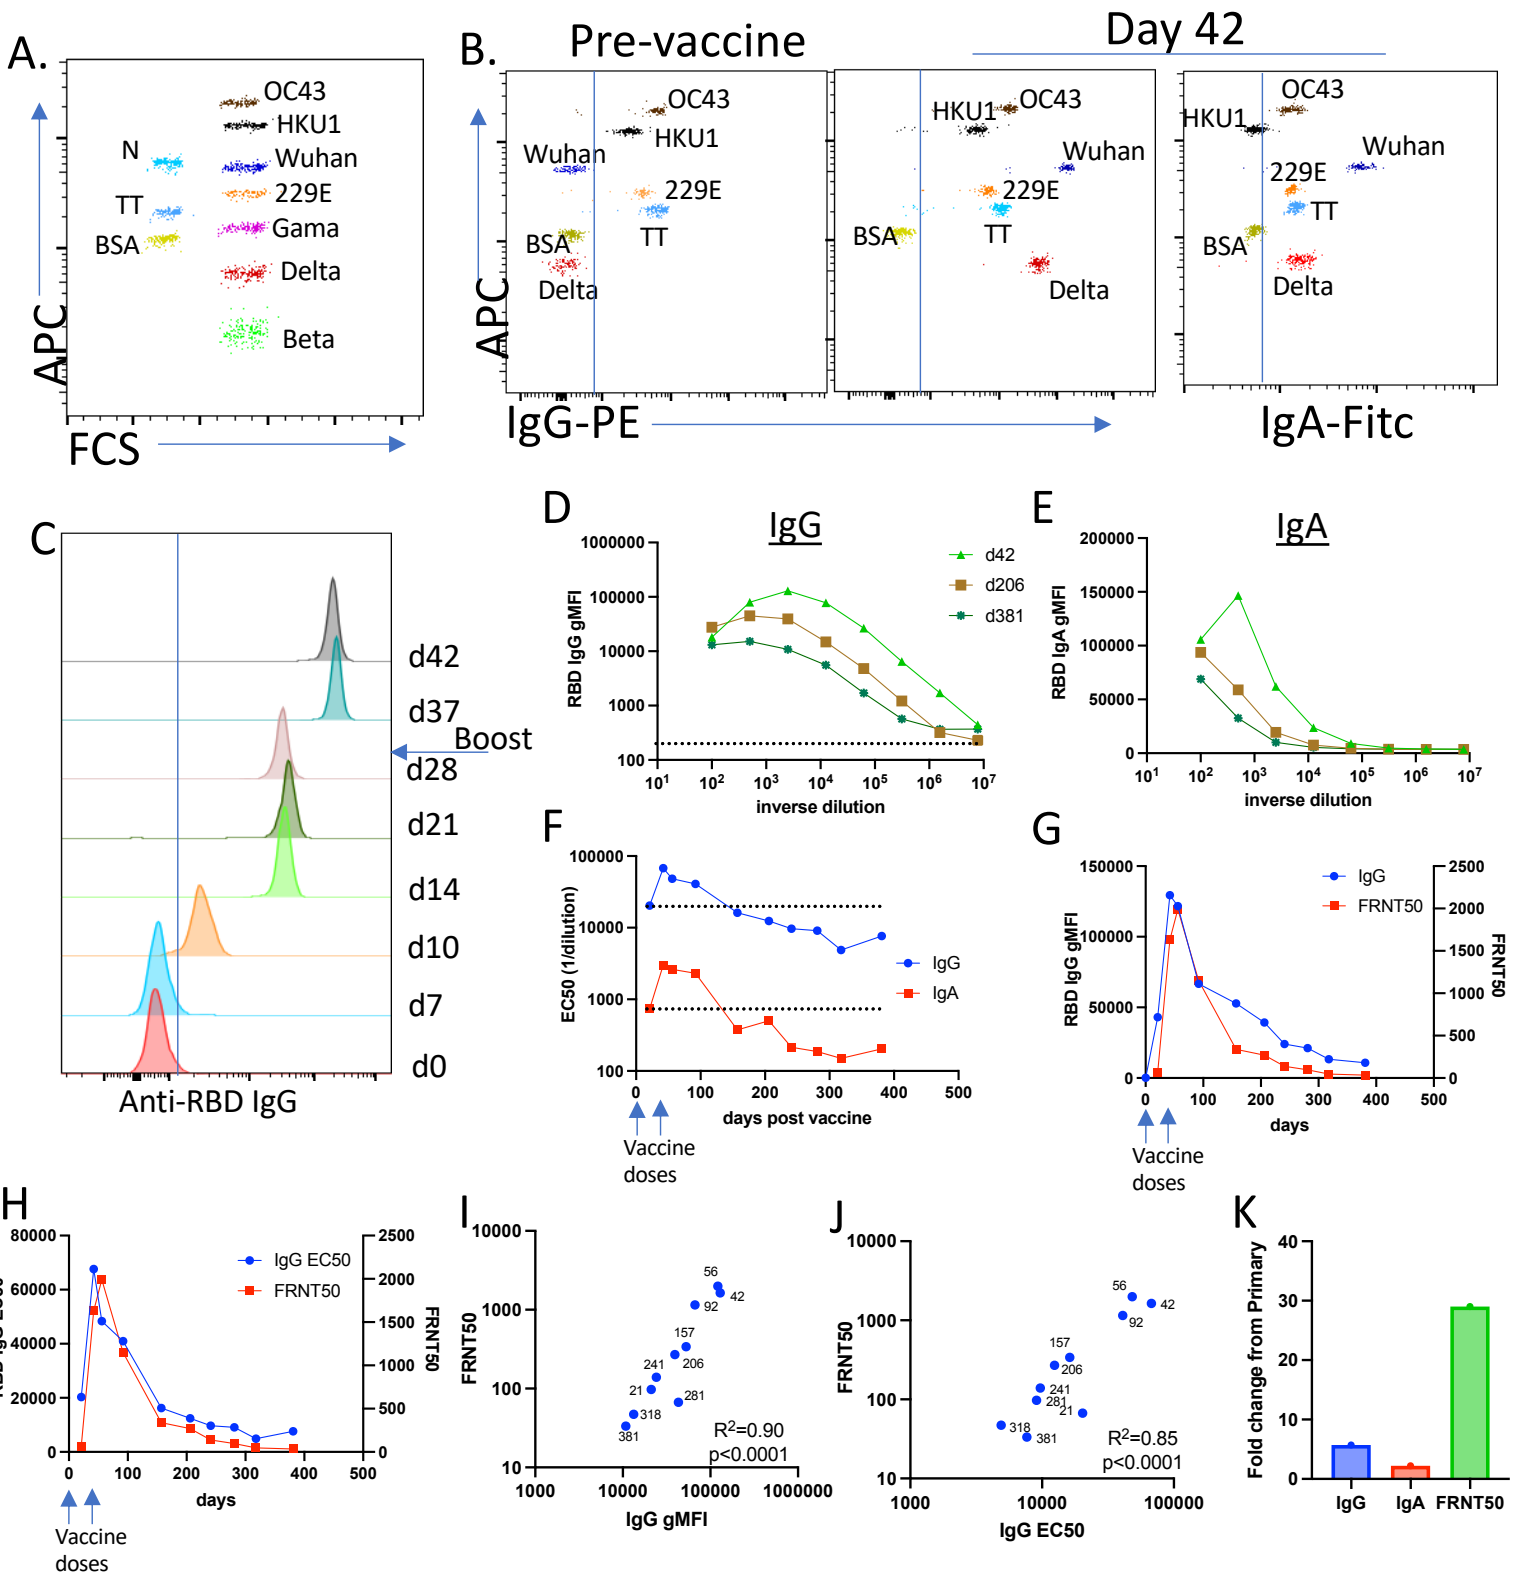 A.
OC43
HKU1
N
Wuhan
229E
TT
Gama
BSA
Delta
Beta
APC
FCS
B.
Pre-vaccine
Day 42
OC43
HKU1
Wuhan
229E
TT
BSA
Delta
HKU1
OC43
Wuhan
229E
BSA
TT
Delta
OC43
HKU1
Wuhan
229E
TT
BSA
Delta
APC
IgG-PE
IgA-Fitc
C
d42
d37
Boost
d28
d21
d14
d10
d7
d0
Anti-RBD IgG
D
IgG
1000000
100000
10000
1000
100
RBD IgG gMFI
d42
d206
d381
10¹ 10² 10³ 10⁴ 10⁵ 10⁶ 10⁷
inverse dilution
E
IgA
200000
150000
100000
50000
0
RBD IgA gMFI
10¹ 10² 10³ 10⁴ 10⁵ 10⁶ 10⁷
inverse dilution
F
100000
10000
1000
100
EC50 (1/dilution)
IgG
IgA
0 100 200 300 400 500
days post vaccine
Vaccine
doses
G
150000
100000
50000
0
RBD IgG gMFI
IgG
FRNT50
2500
2000
1500
1000
500
0
FRNT50
0 100 200 300 400 500
days
Vaccine
doses
H
80000
60000
40000
20000
0
IgG EC50
FRNT50
2500
2000
1500
1000
500
0
FRNT50
0 100 200 300 400 500
days
Vaccine
doses
I
10000
1000
100
10
FRNT50
56
42
92
157
206
241
21
281
318
381
R²=0.90
p<0.0001
1000 10000 100000 1000000
IgG gMFI
J
10000
1000
100
10
FRNT50
56
42
92
157
206
241
281
21
318
381
R²=0.85
p<0.0001
1000 10000 100000
IgG EC50
K
40
30
20
10
0
Fold change from Primary
IgG IgA FRNT50